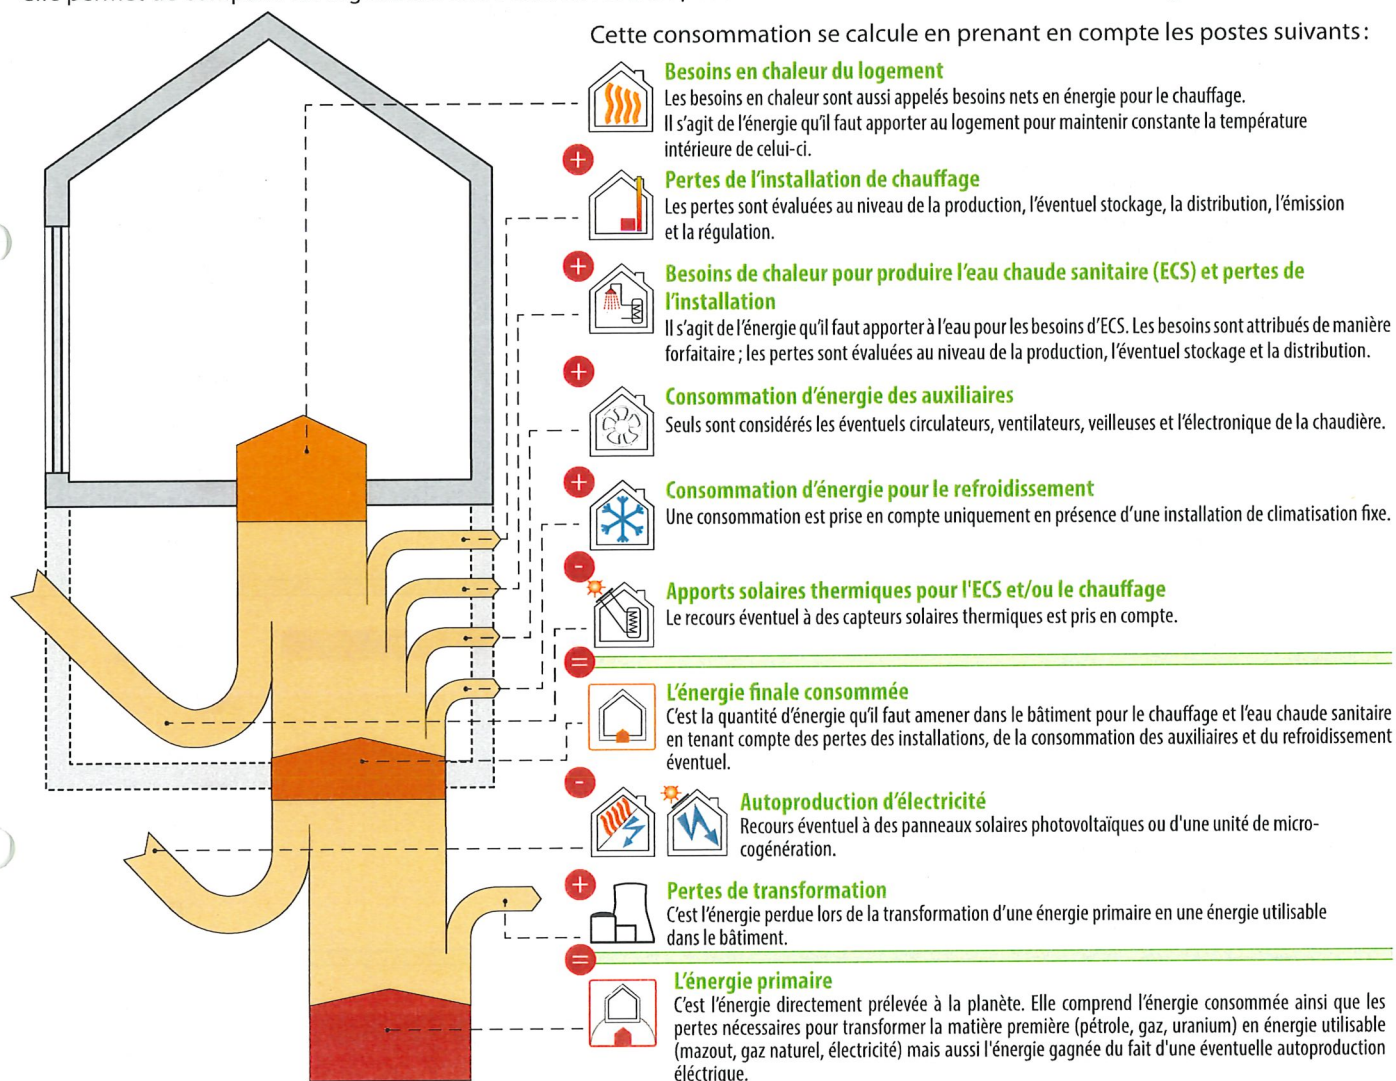 Cette consommation se calcule en prenant en compte les postes suivants :
Besoins en chaleur du logement
Les besoins en chaleur sont aussi appelés besoins nets en énergie pour le chauffage.
Il s'agit de l'énergie qu'il faut apporter au logement pour maintenir constante la température
intérieure de celui-ci.
+
Pertes de l'installation de chauffage
Les pertes sont évaluées au niveau de la production, l'éventuel stockage, la distribution, l'émission
et la régulation.
+
Besoins de chaleur pour produire l'eau chaude sanitaire (ECS) et pertes de
l'installation
Il s'agit de l'énergie qu'il faut apporter à l'eau pour les besoins d'ECS. Les besoins sont attribués de manière
forfaitaire ; les pertes sont évaluées au niveau de la production, l'éventuel stockage et la distribution.
+
Consommation d'énergie des auxiliaires
Seuls sont considérés les éventuels circulateurs, ventilateurs, veilleuses et l'électronique de la chaudière.
+
Consommation d'énergie pour le refroidissement
Une consommation est prise en compte uniquement en présence d'une installation de climatisation fixe.
-
Apports solaires thermiques pour l'ECS et/ou le chauffage
Le recours éventuel à des capteurs solaires thermiques est pris en compte.
=
L'énergie finale consommée
C'est la quantité d'énergie qu'il faut amener dans le bâtiment pour le chauffage et l'eau chaude sanitaire
en tenant compte des pertes des installations, de la consommation des auxiliaires et du refroidissement
éventuel.
-
Autoproduction d'électricité
Recours éventuel à des panneaux solaires photovoltaïques ou d'une unité de micro-
cogénération.
+
Pertes de transformation
C'est l'énergie perdue lors de la transformation d'une énergie primaire en une énergie utilisable
dans le bâtiment.
=
L'énergie primaire
C'est l'énergie directement prélevée à la planète. Elle comprend l'énergie consommée ainsi que les
pertes nécessaires pour transformer la matière première (pétrole, gaz, uranium) en énergie utilisable
(mazout, gaz naturel, électricité) mais aussi l'énergie gagnée du fait d'une éventuelle autoproduction
éléctrique.